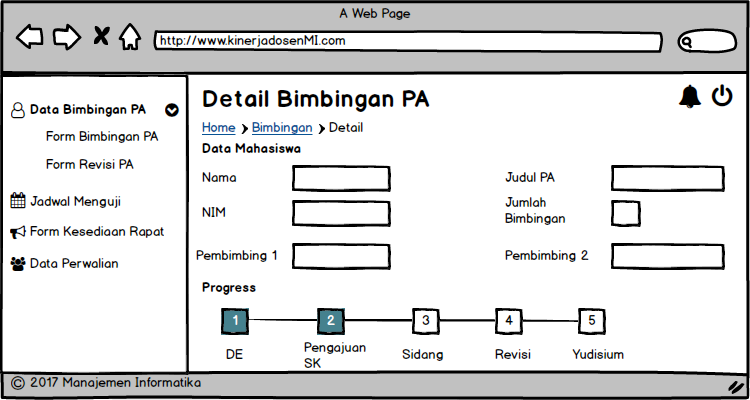 A Web Page
http://www.kinerjadosenMI.com
Data Bimbingan PA
Form Bimbingan PA
Form Revisi PA
Jadwal Menguji
Form Kesediaan Rapat
Data Perwalian
Detail Bimbingan PA
Home > Bimbingan > Detail
Data Mahasiswa
Nama
Judul PA
NIM
Jumlah
Bimbingan
Pembimbing 1
Pembimbing 2
Progress
1 2 3 4 5
DE
Pengajuan
SK
Sidang
Revisi
Yudisium
© 2017 Manajemen Informatika